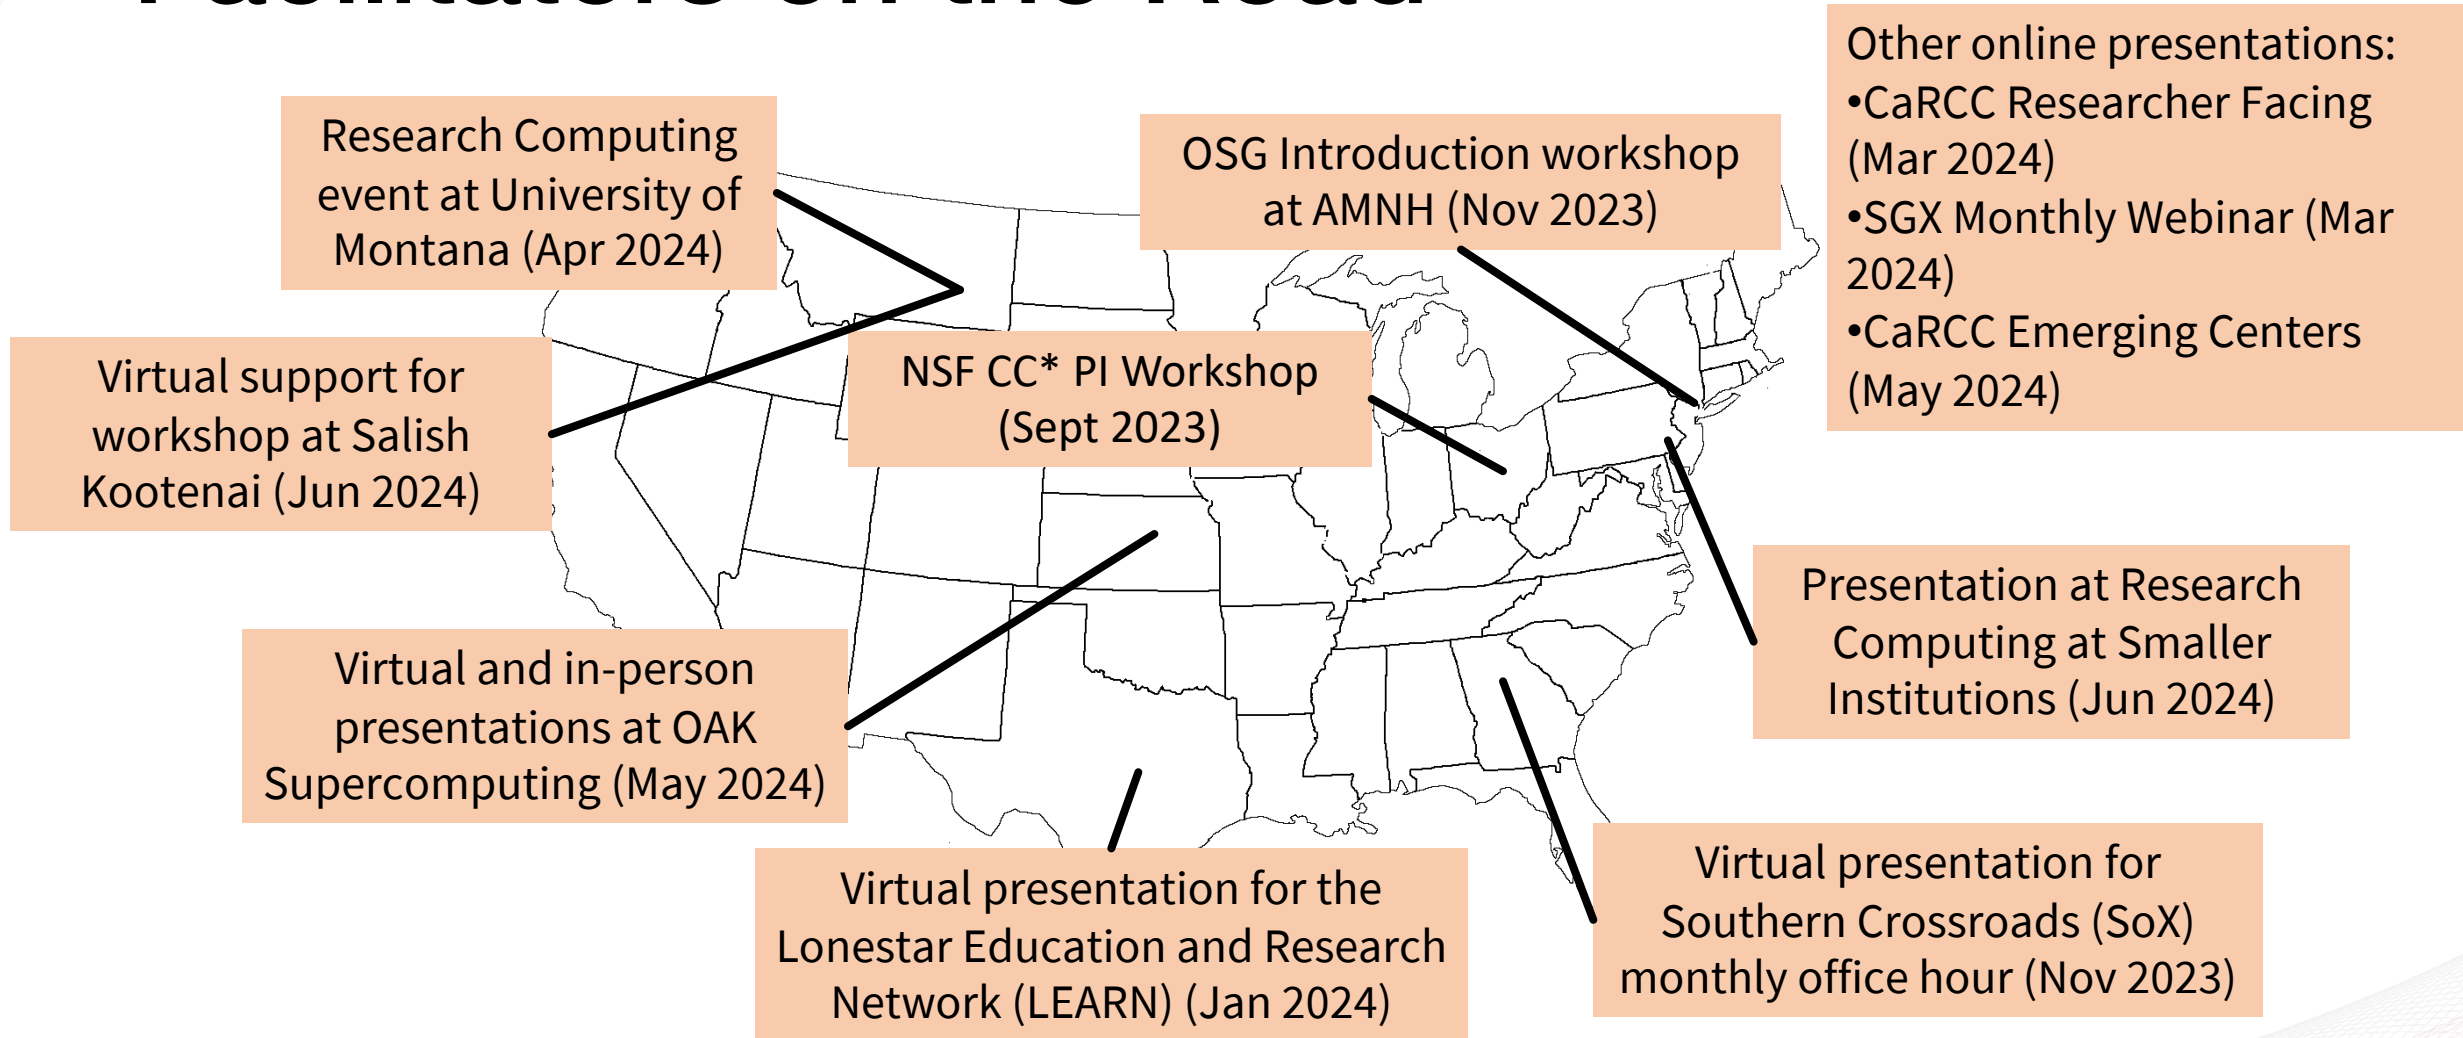 Facilitators on the Road
Other online presentations:
•CaRCC Researcher Facing
(Mar 2024)
•SGX Monthly Webinar (Mar
2024)
•CaRCC Emerging Centers
(May 2024)
Research Computing
event at University of
Montana (Apr 2024)
OSG Introduction workshop
at AMNH (Nov 2023)
Virtual support for
workshop at Salish
Kootenai (Jun 2024)
NSF CC* PI Workshop
(Sept 2023)
Presentation at Research
Computing at Smaller
Institutions (Jun 2024)
Virtual and in-person
presentations at OAK
Supercomputing (May 2024)
Virtual presentation for the
Lonestar Education and Research
Network (LEARN) (Jan 2024)
Virtual presentation for
Southern Crossroads (SoX)
monthly office hour (Nov 2023)